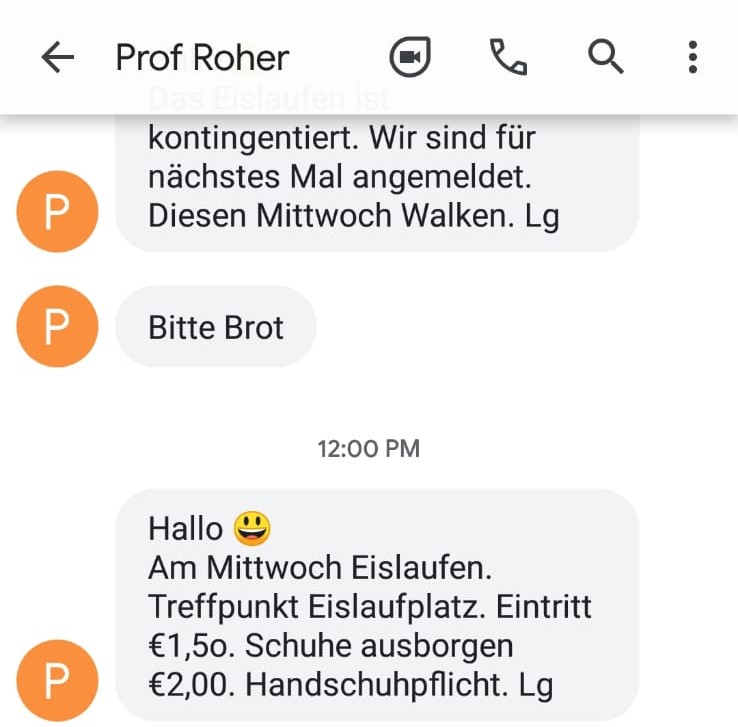 Prof Roher
Das Eislaufen ist
kontingentiert. Wir sind für
nächstes Mal angemeldet.
Diesen Mittwoch Walken. Lg
P
Bitte Brot
P
12:00 PM
Hallo 😃
Am Mittwoch Eislaufen.
Treffpunkt Eislaufplatz. Eintritt
€1,5o. Schuhe ausborgen
€2,00. Handschuhpflicht. Lg
P